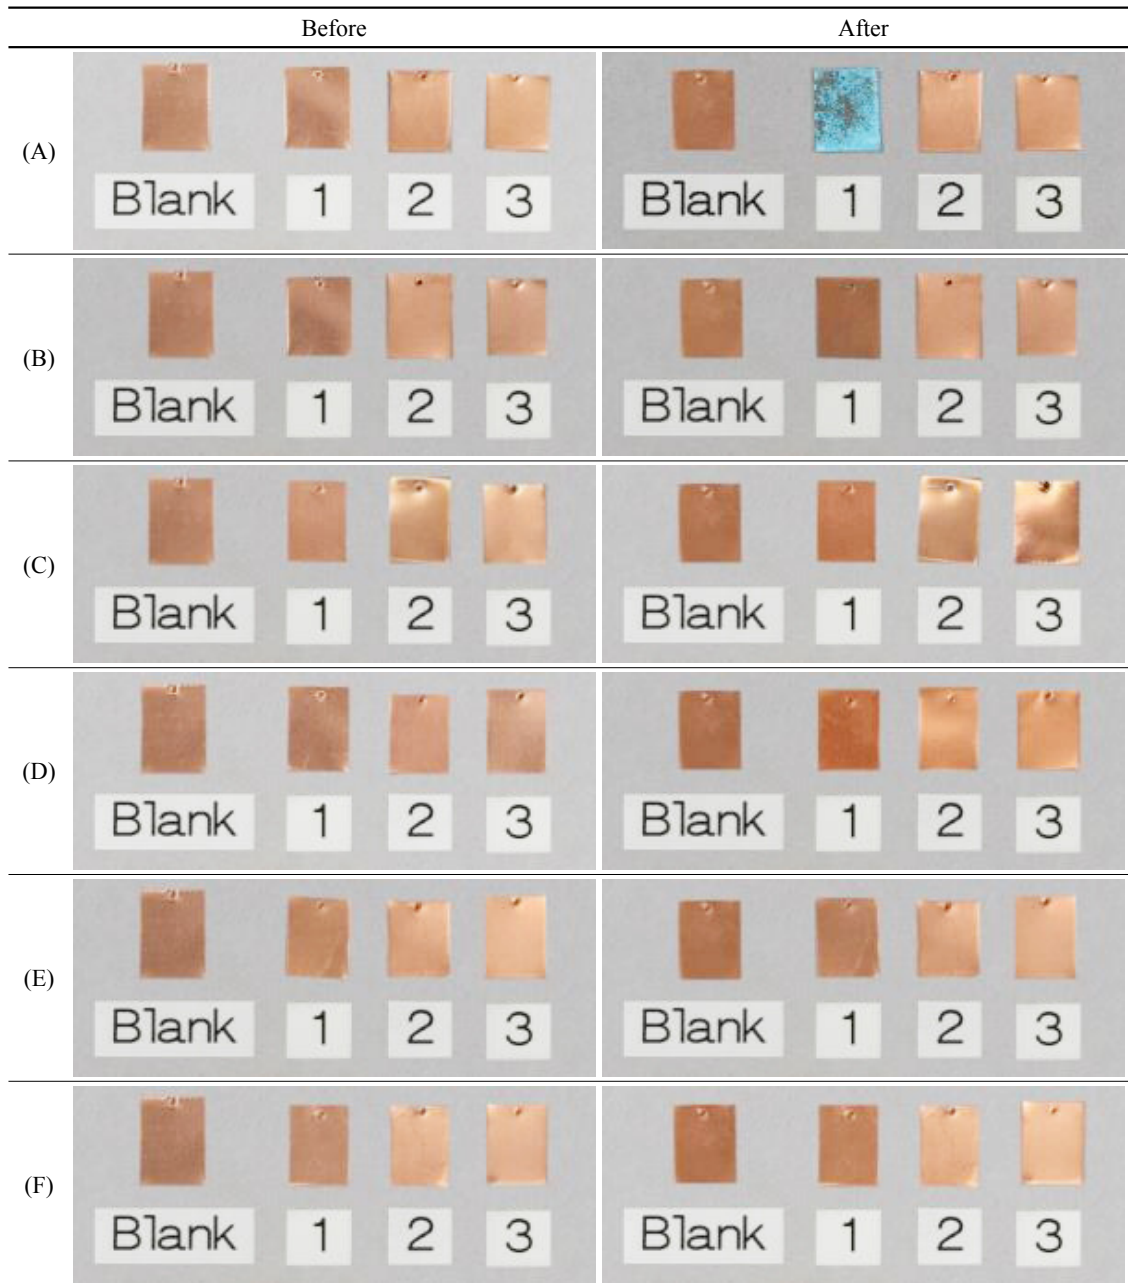 Before After
(A) Blank 1 2 3 Blank 1 2 3
(B) Blank 1 2 3 Blank 1 2 3
(C) Blank 1 2 3 Blank 1 2 3
(D) Blank 1 2 3 Blank 1 2 3
(E) Blank 1 2 3 Blank 1 2 3
(F) Blank 1 2 3 Blank 1 2 3